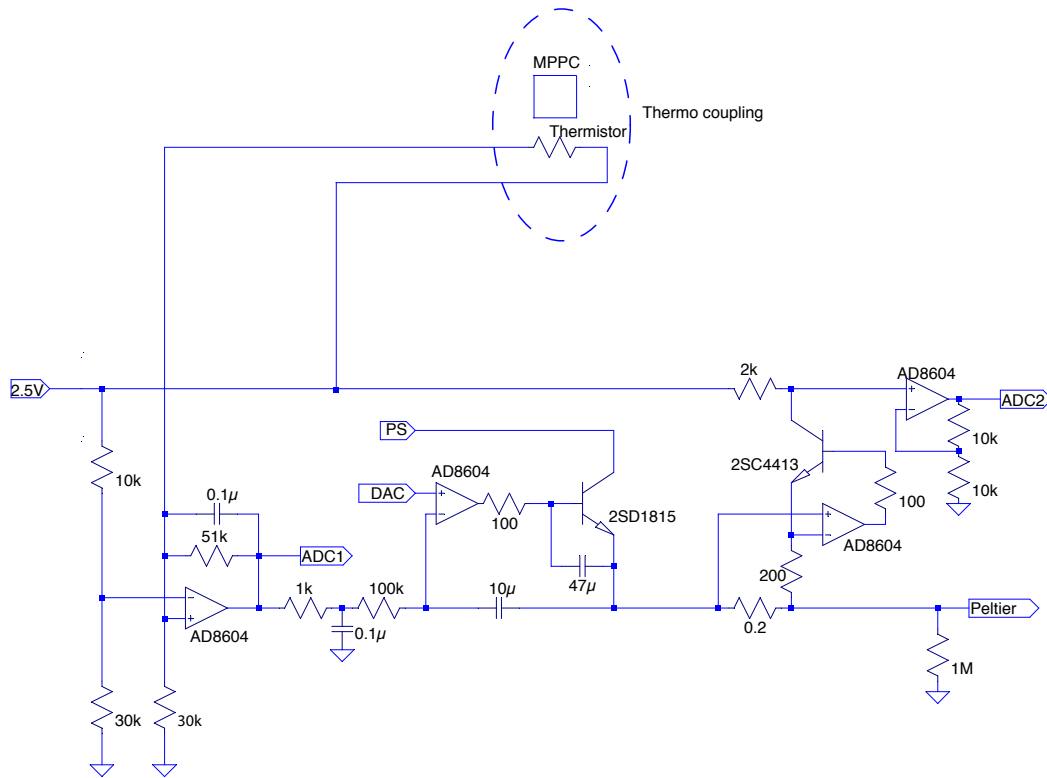 MPPC
Thermo coupling
Thermistor
2.5V
2k
AD8604
ADC2
PS
10k
10k
2SC4413
10k
AD8604
DAC
100
0.1µ
100
2SD1815
AD8604
51k
ADC1
47µ
200
1k
100k
10µ
Peltier
AD8604
0.1µ
0.2
1M
30k
30k